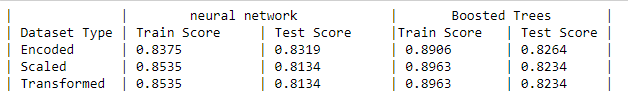 |              |        neural network            |       Boosted Trees       |
| Dataset Type | Train Score      | Test Score    |Train Score   | Test Score |
| Encoded      | 0.8375           | 0.8319        | 0.8906       | 0.8264     |
| Scaled       | 0.8535           | 0.8134        | 0.8963       | 0.8234     |
| Transformed  | 0.8535           | 0.8134        | 0.8963       | 0.8234     |